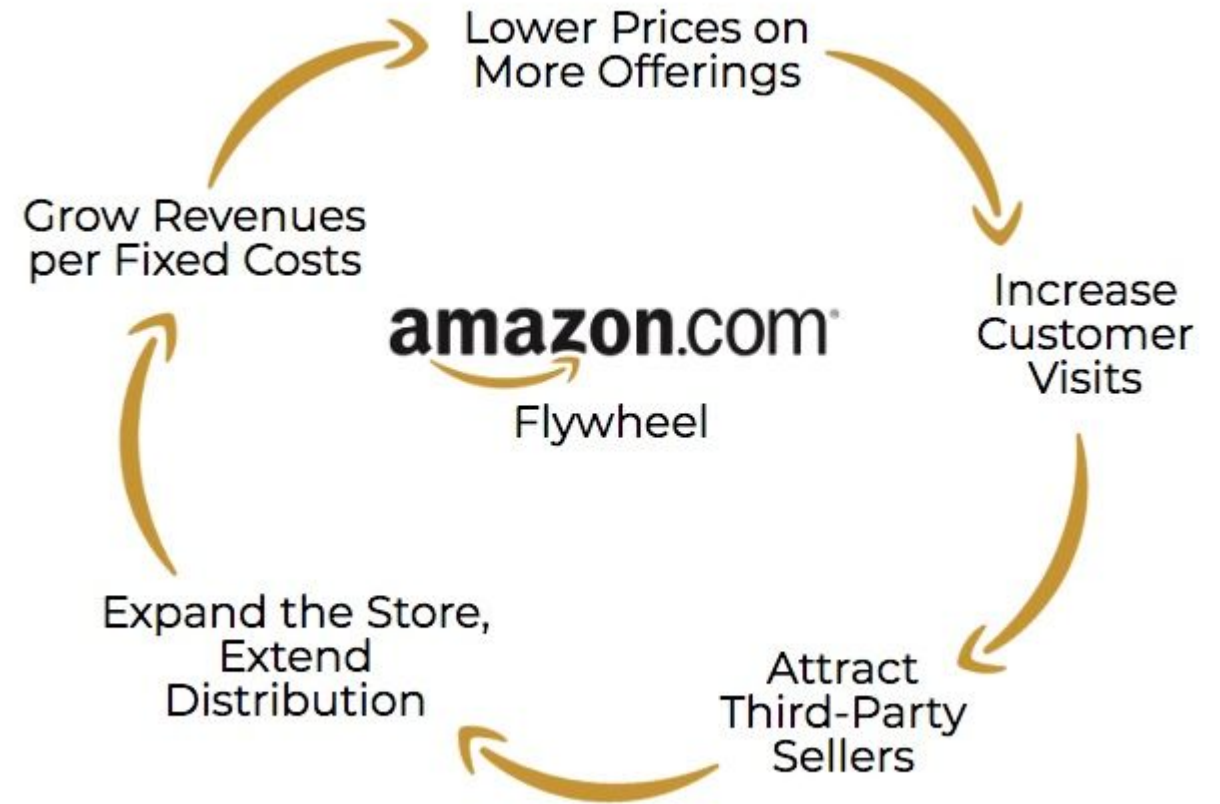 Lower Prices on
More Offerings
Increase
Customer
Visits
Attract
Third-Party
Sellers
Expand the Store,
Extend
Distribution
Grow Revenues
per Fixed Costs
amazon.com
Flywheel